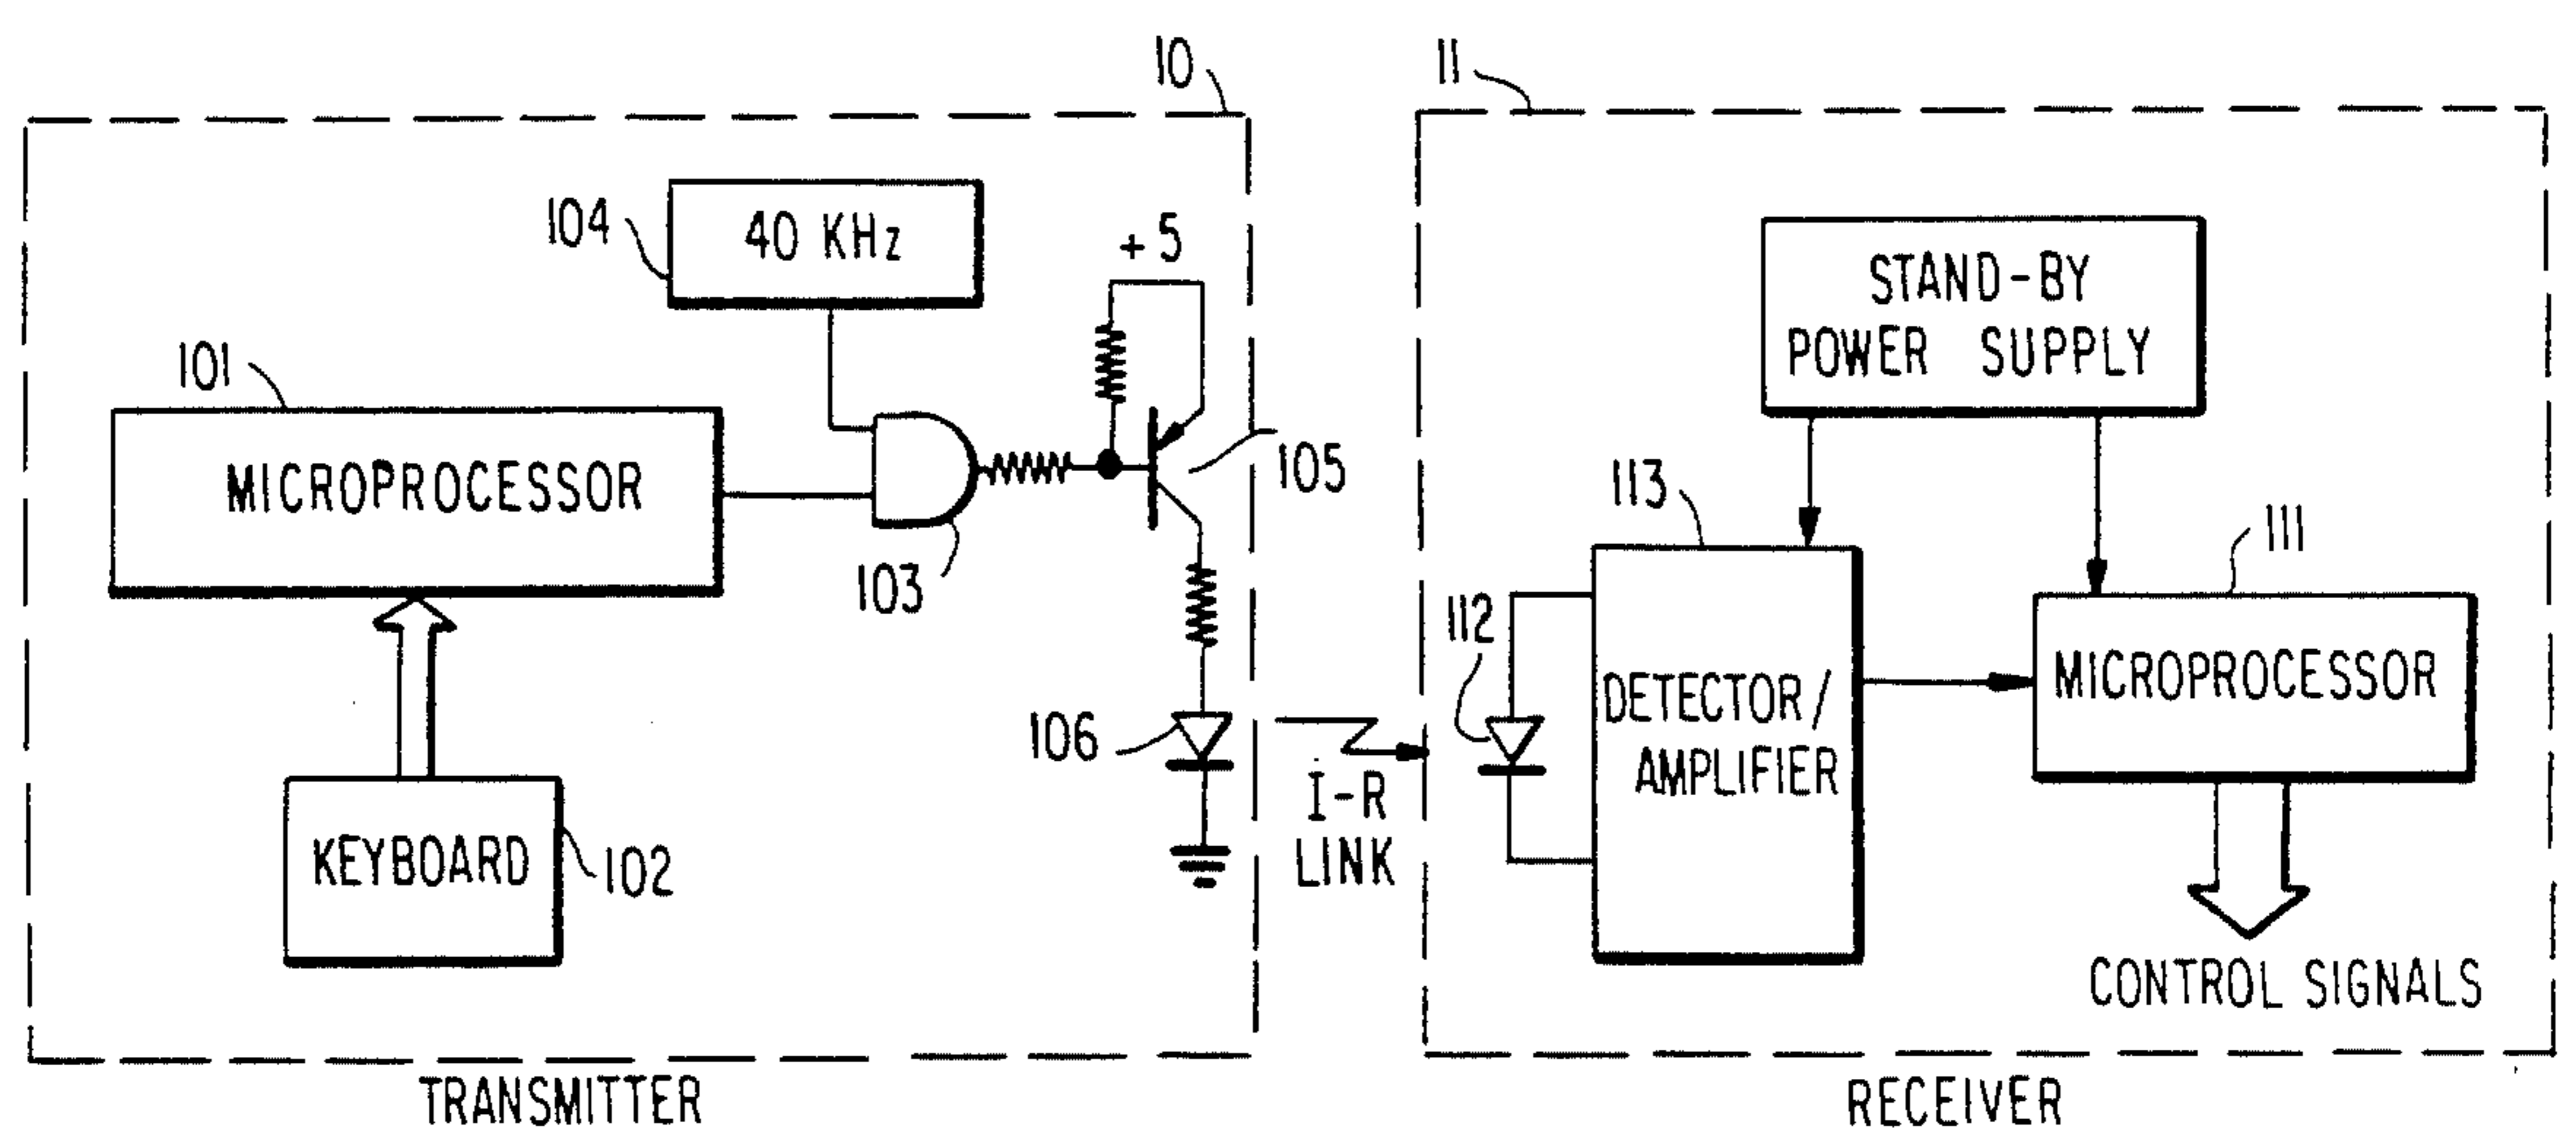 10
11
104
40 KHz
+5
STAND-BY
POWER SUPPLY
101
MICROPROCESSOR
105
113
111
103
112
DETECTOR/
AMPLIFIER
MICROPROCESSOR
106
I-R
LINK
KEYBOARD
102
CONTROL SIGNALS
TRANSMITTER
RECEIVER